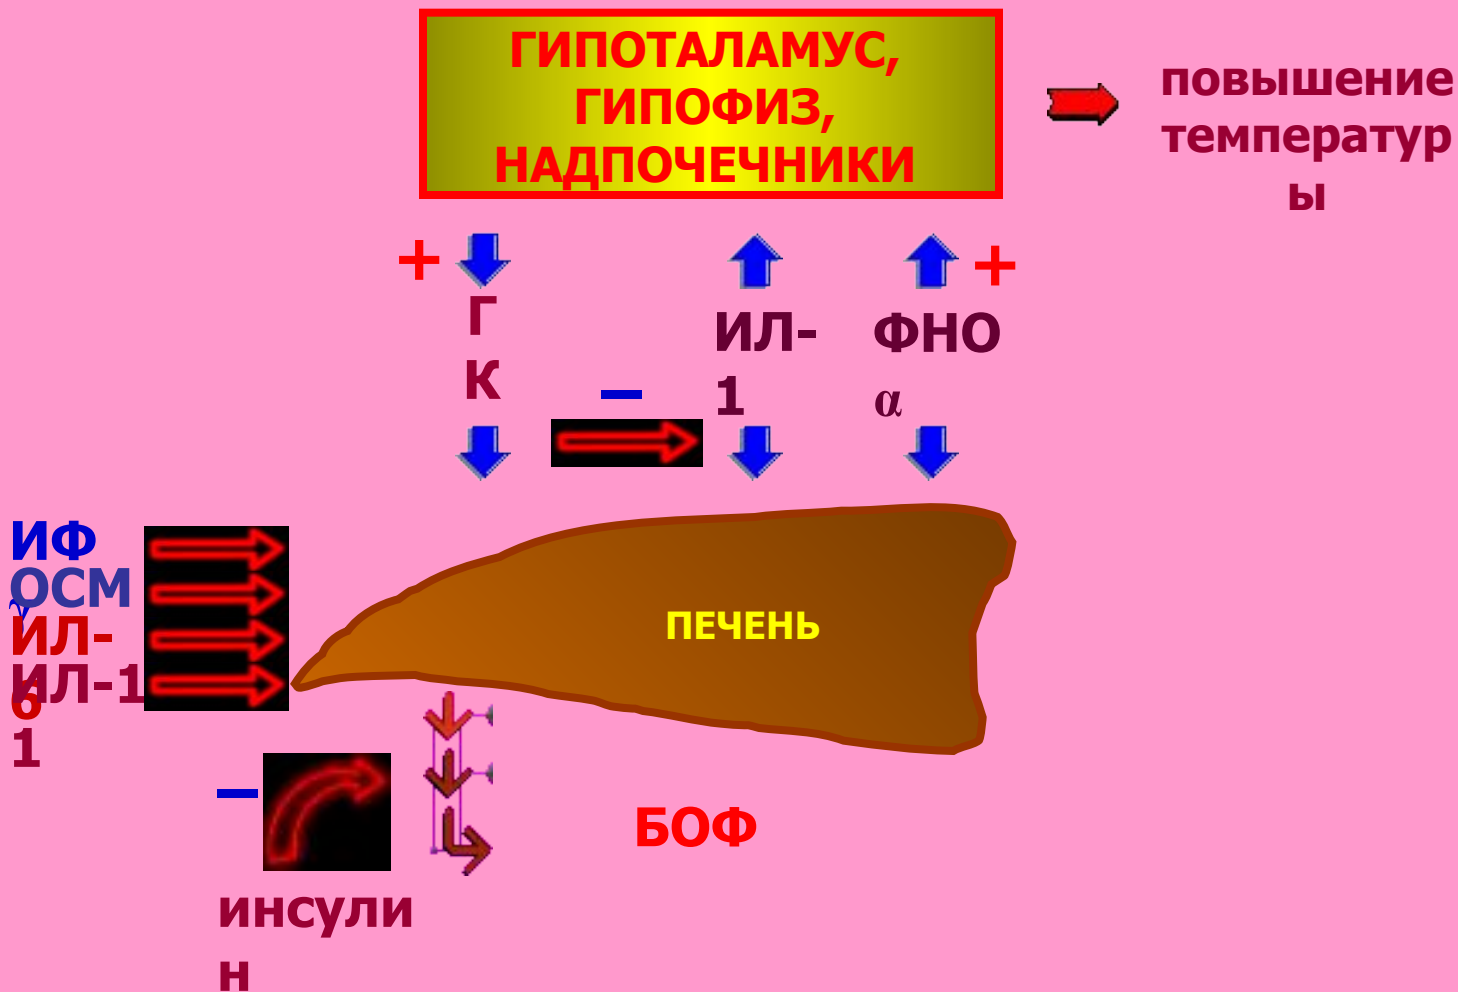 ГИПОТАЛАМУС,
ГИПОФИЗ,
НАДПОЧЕЧНИКИ
повышение
температур
ы
+
+
Г
К
ИЛ-
1
ФНО
α
–
ИФ
γ
ОСМ
ИЛ-
6
ИЛ-1
1
ПЕЧЕНЬ
–
БОФ
инсули
н